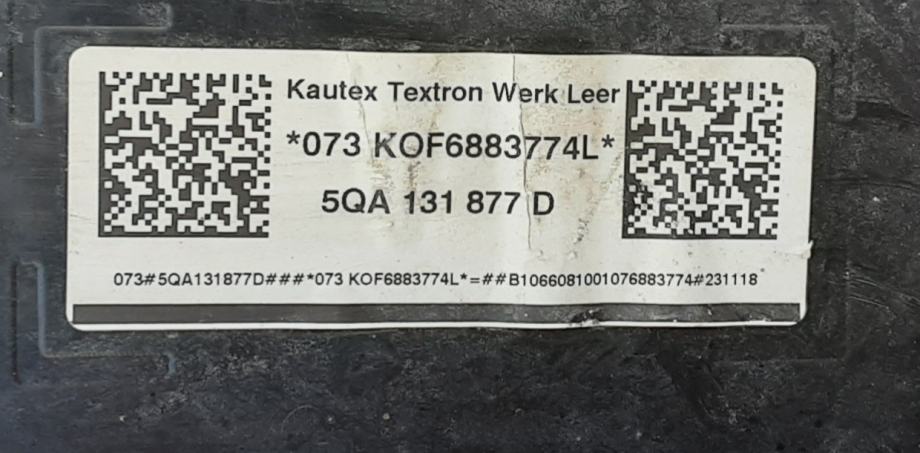 Kautex Textron Werk Leer
*073 KOF6883774L*
5QA 131 877 D
073#5QA131877D###*073 KOF6883774L*=##B1066081001076883774#231118